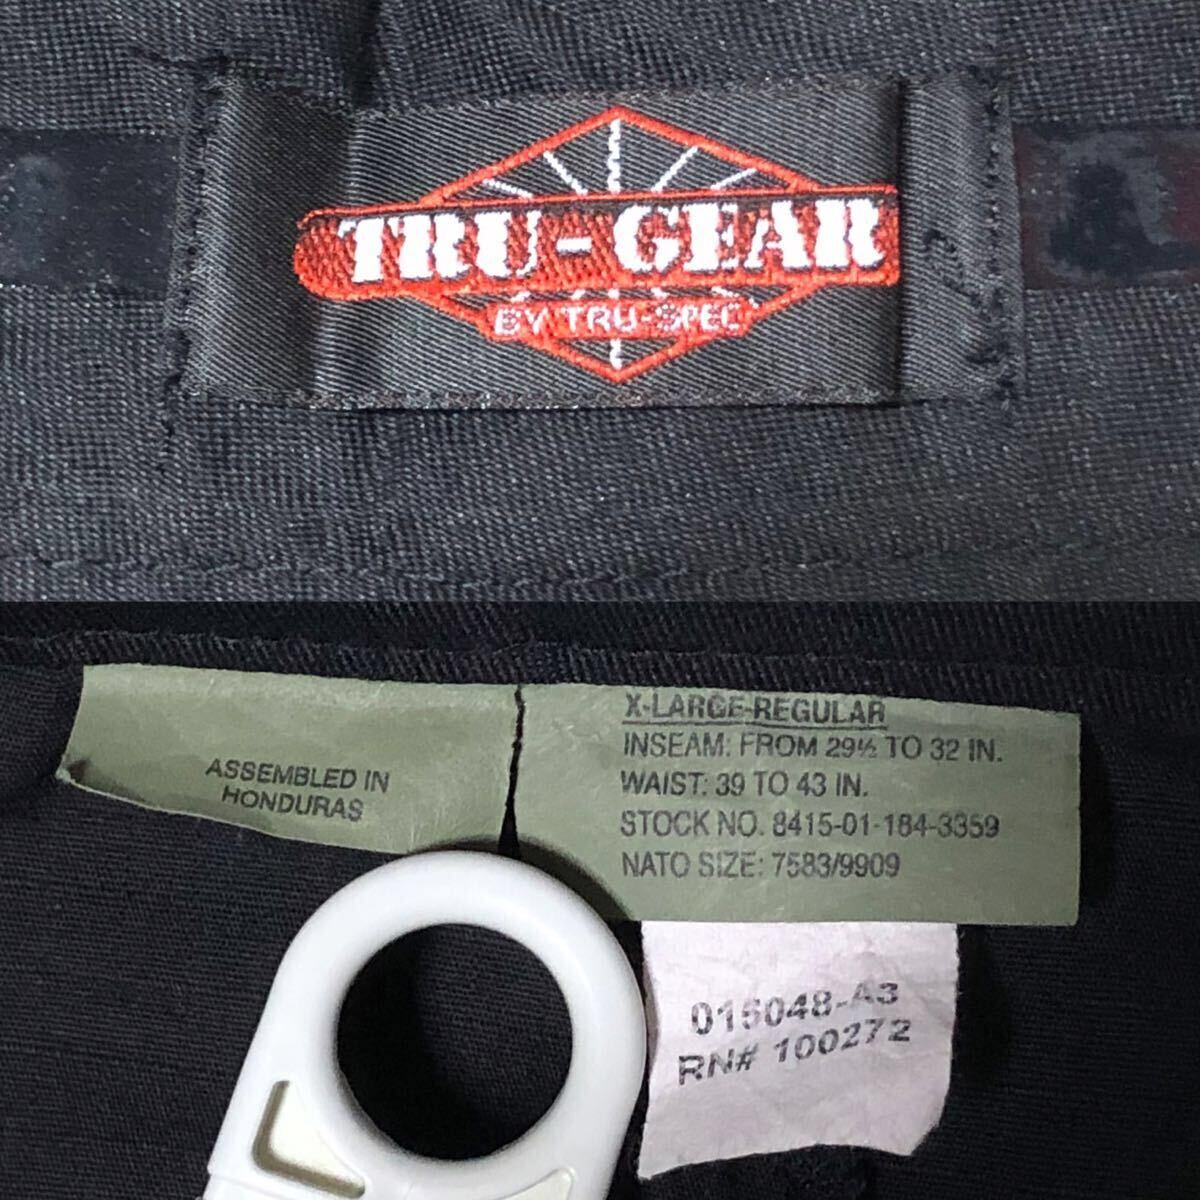 TRU-GEAR
BY TRU-SPEC
ASSEMBLED IN
HONDURAS
X-LARGE-REGULAR
INSEAM: FROM 29½ TO 32 IN.
WAIST: 39 TO 43 IN.
STOCK NO. 8415-01-184-3359
NATO SIZE: 7583/9909
015048-A3
RN# 100272